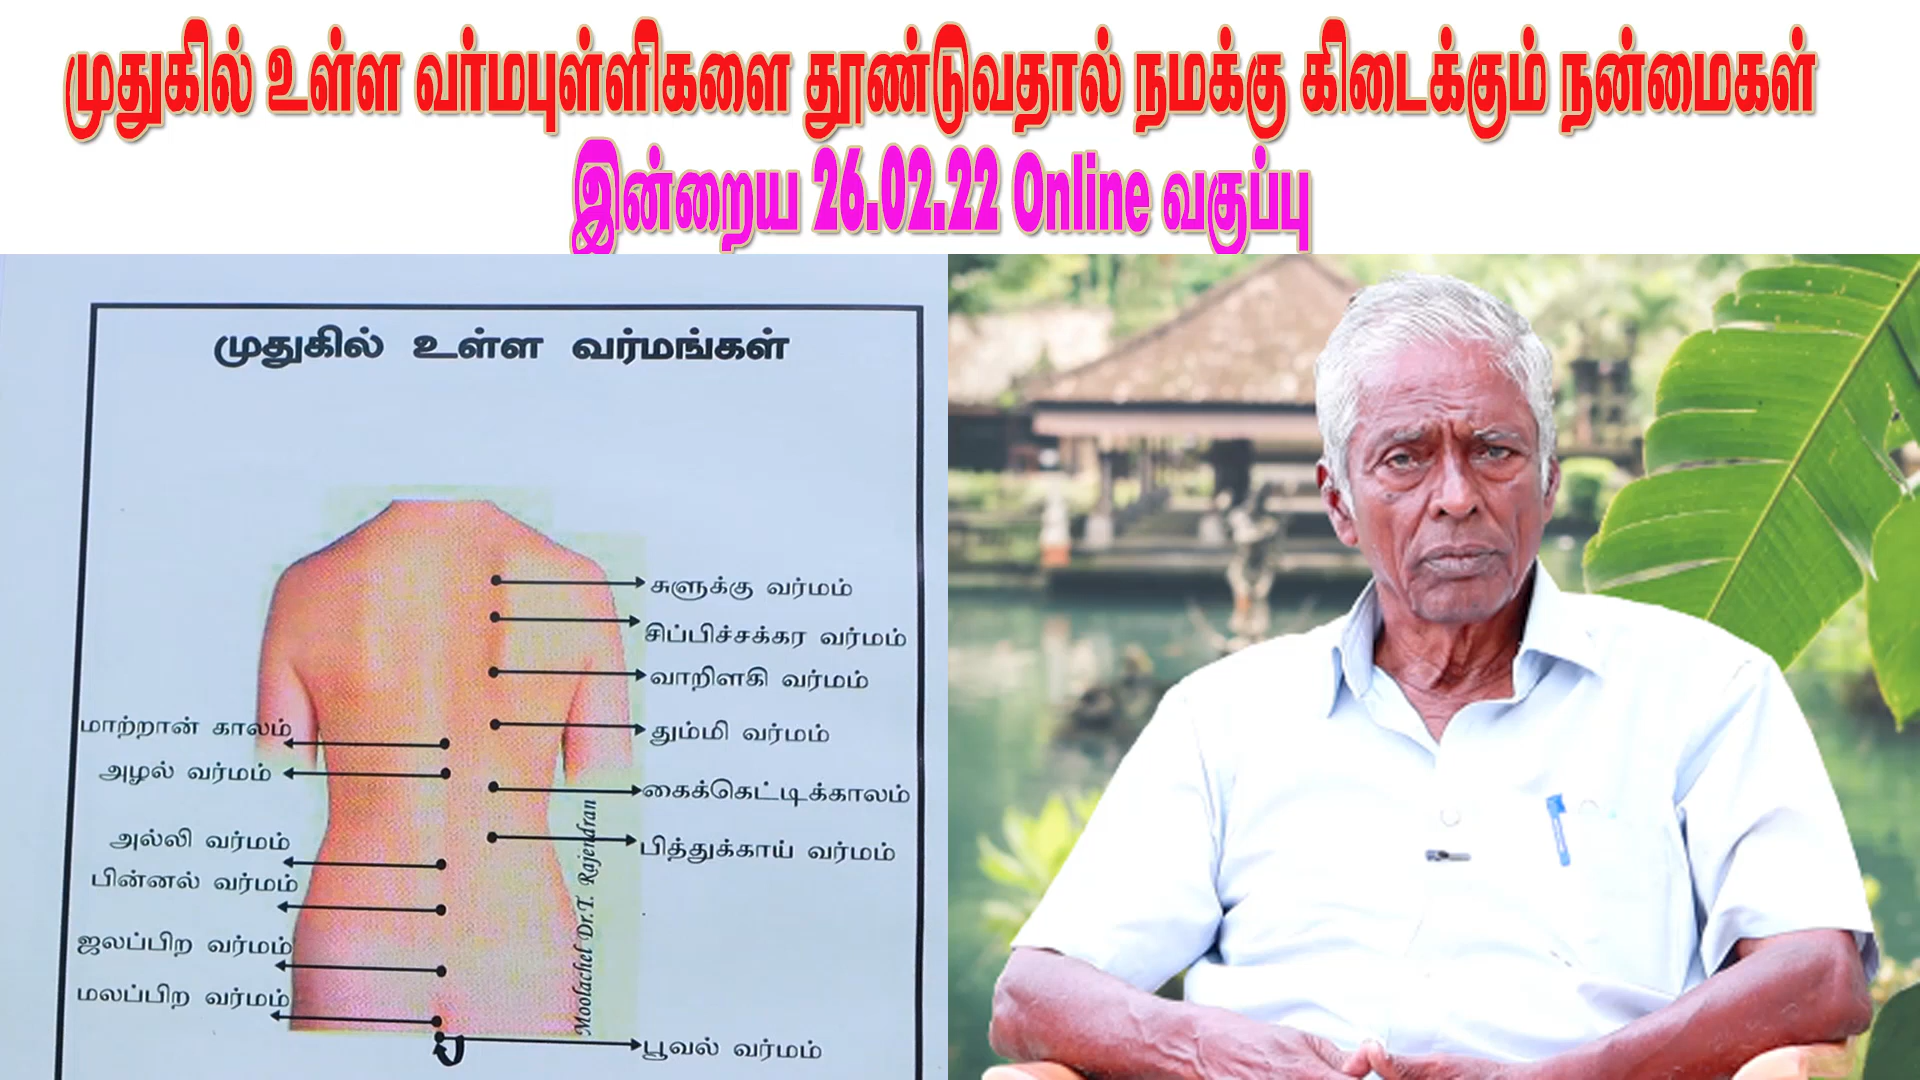 முதுகில் உள்ள வர்மபுள்ளிகளை தூண்டுவதால் நமக்கு கிடைக்கும் நன்மைகள்
இன்றைய 26.02.22 Online வகுப்பு
முதுகில் உள்ள வர்மங்கள்
சுளுக்கு வர்மம்
சிப்பிச்சக்கர வர்மம்
வாறிளகி வர்மம்
தும்மி வர்மம்
கைக்கெட்டிக்காலம்
பித்துக்காய் வர்மம்
மாற்றான் காலம்
அழல் வர்மம்
அல்லி வர்மம்
பின்னல் வர்மம்
ஜலப்பிற வர்மம்
மலப்பிற வர்மம்
பூவல் வர்மம்
Moolachel Dr.T. Rajendran